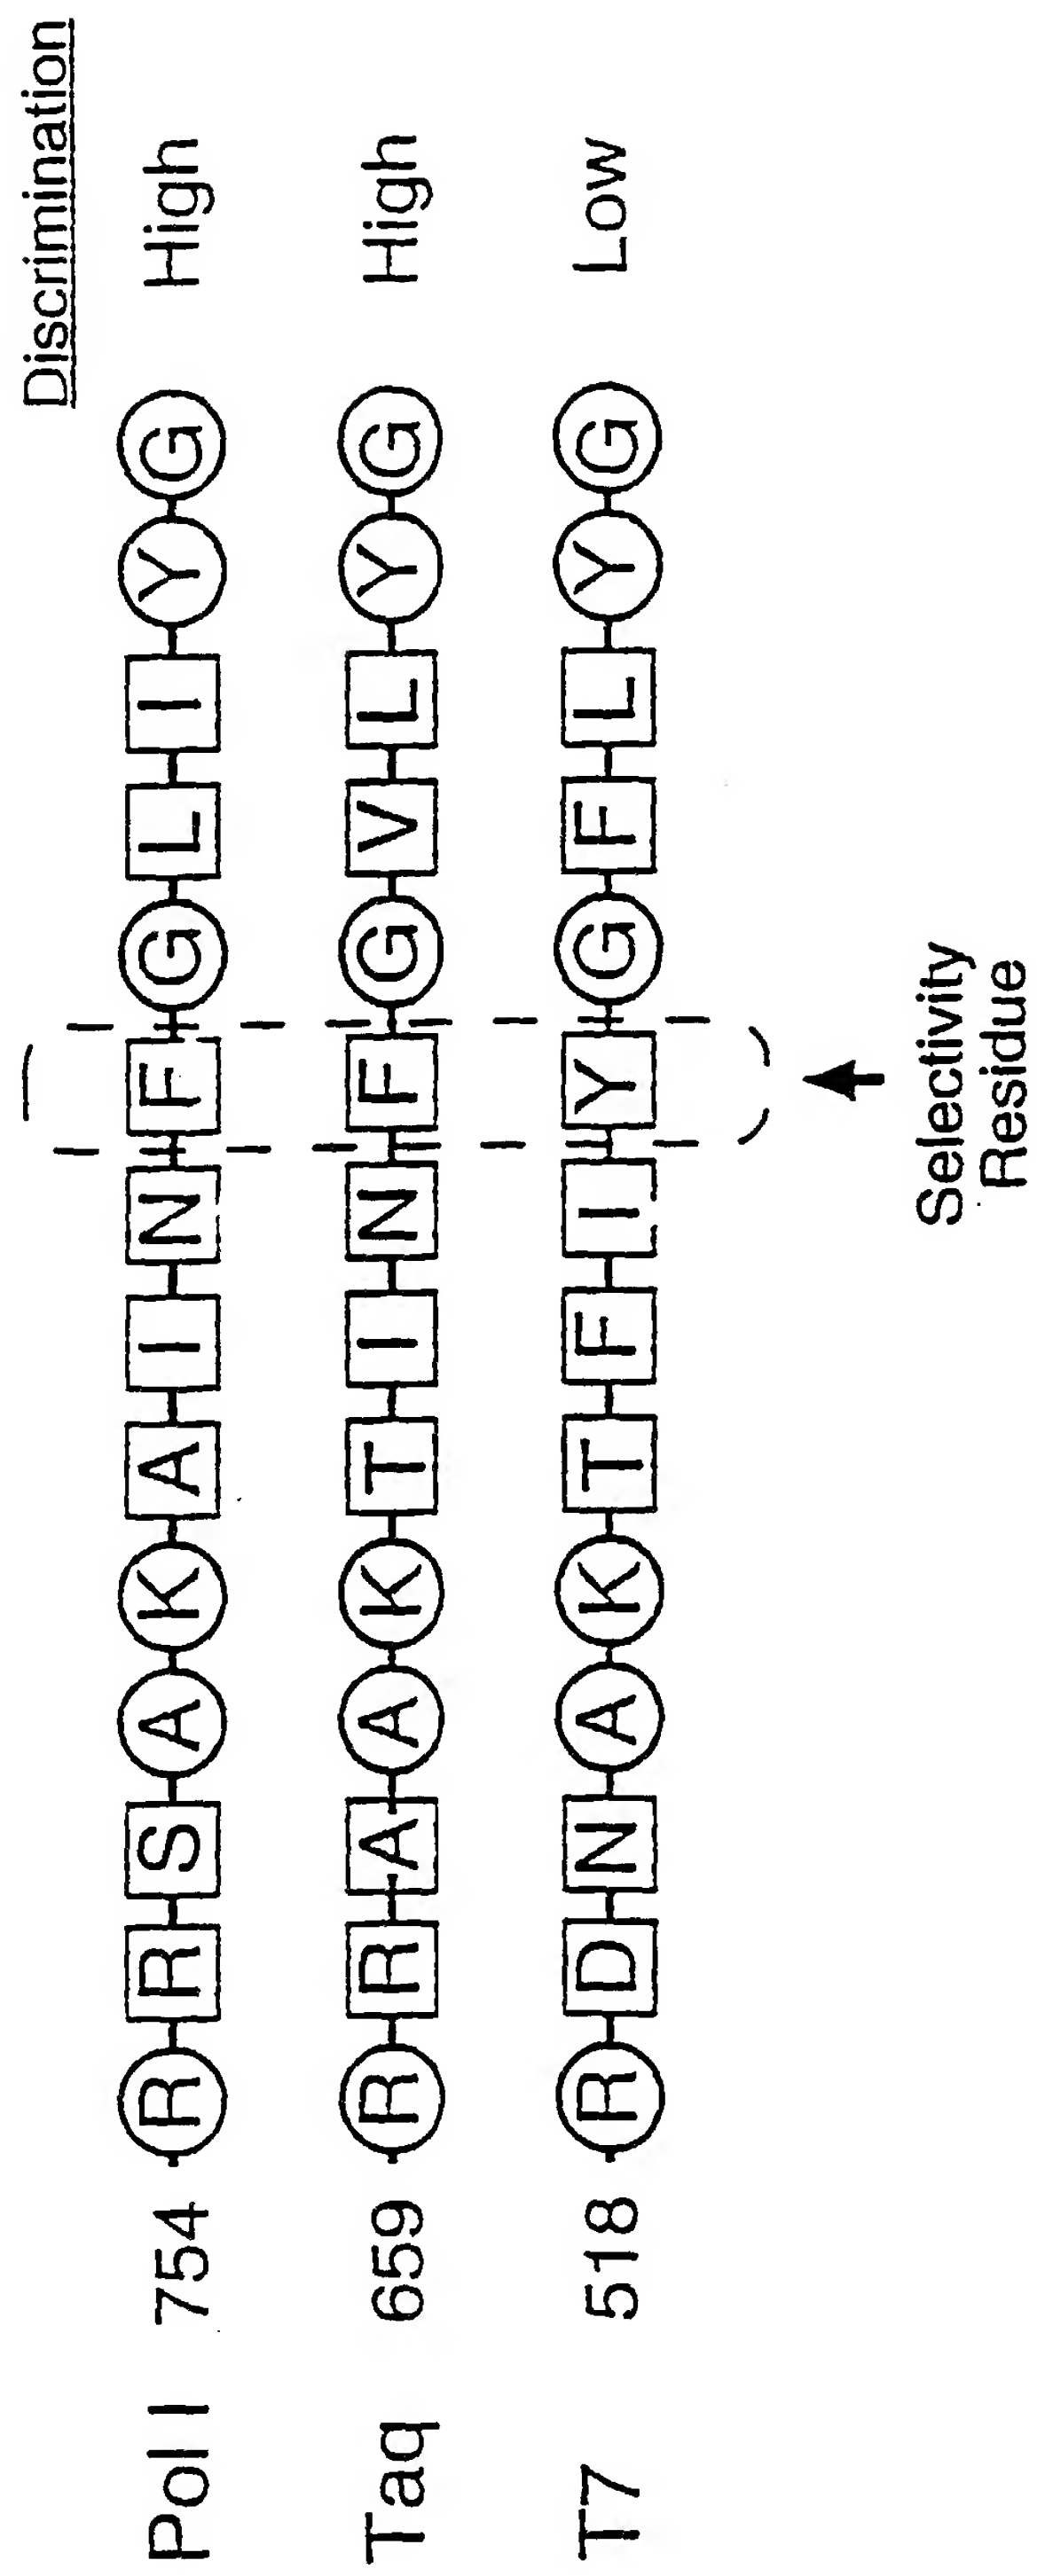 Discrimination
Pol I 754 R R S A K A I I N F G L I Y G High
Taq 659 R R A A K T I I N F G V L Y G High
T7 518 R D N A K T F I Y G F L Y G Low
Selectivity
Residue